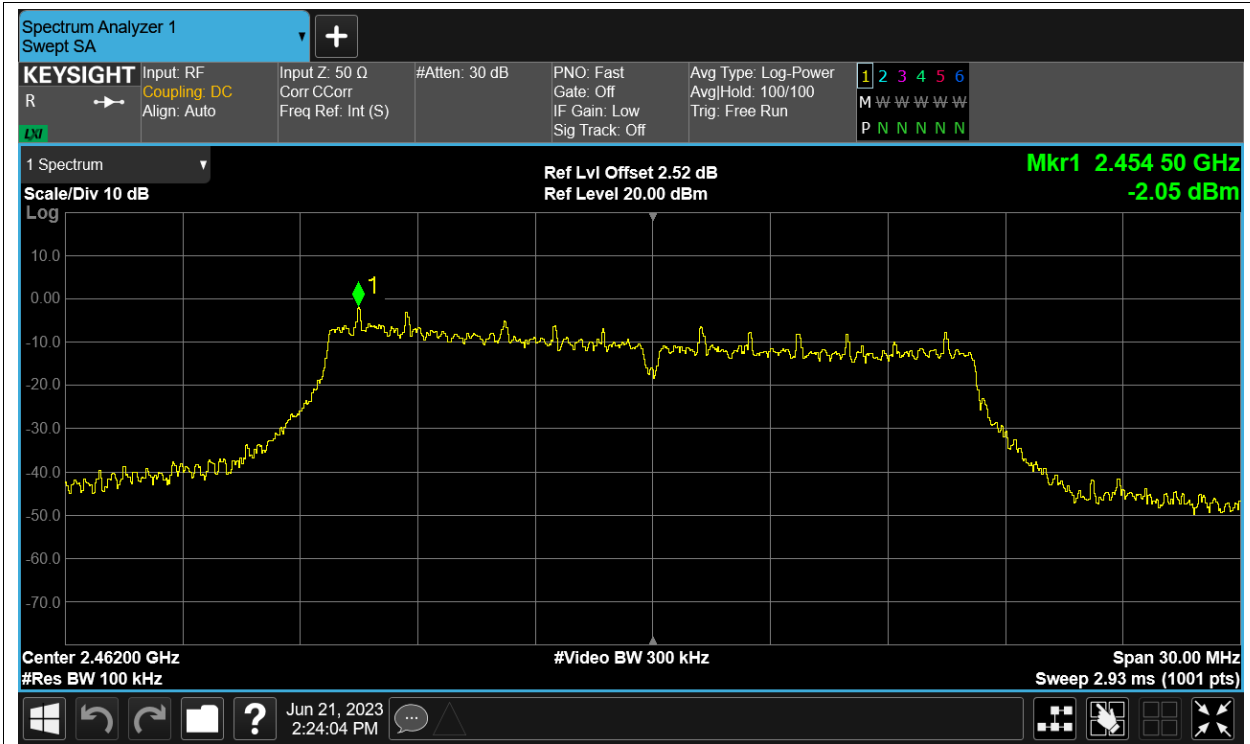 Spectrum Analyzer 1
Swept SA
KEYSIGHT
R
LXI
Input: RF
Coupling: DC
Align: Auto
Input Z: 50 Ω
Corr CCorr
Freq Ref: Int (S)
#Atten: 30 dB
PNO: Fast
Gate: Off
IF Gain: Low
Sig Track: Off
Avg Type: Log-Power
Avg|Hold: 100/100
Trig: Free Run
1 2 3 4 5 6
M W W W W W W
P N N N N N
1 Spectrum
Scale/Div 10 dB
Log
Ref Lvl Offset 2.52 dB
Ref Level 20.00 dBm
Mkr1 2.454 50 GHz
-2.05 dBm
10.0
0.00
-10.0
-20.0
-30.0
-40.0
-50.0
-60.0
-70.0
1
Center 2.46200 GHz
#Video BW 300 kHz
Span 30.00 MHz
#Res BW 100 kHz
Sweep 2.93 ms (1001 pts)
?
Jun 21, 2023
2:24:04 PM